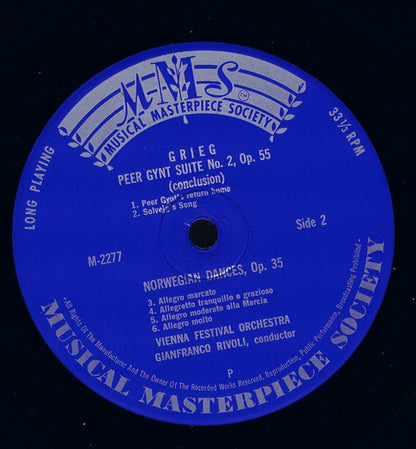 MMS
MUSICAL MASTERPIECE SOCIETY
LONG PLAYING
33⅓ RPM
GRIEG
PEER GYNT SUITE No. 2, Op. 55
(conclusion)
1. Peer Gynt's return home
2. Solvejg's Song
M-2277
Side 2
NORWEGIAN DANCES, Op. 35
3. Allegro marcato
4. Allegretto tranquillo e grazioso
5. Allegro moderato alla Marcia
6. Allegro molto
VIENNA FESTIVAL ORCHESTRA
GIANFRANCO RIVOLI, conductor
P
-All Rights Of The Manufacturer And The Owner Of The Recorded Works Reserved. Reproduction, Public Performance, Broadcasting Prohibited-
MUSICAL MASTERPIECE SOCIETY